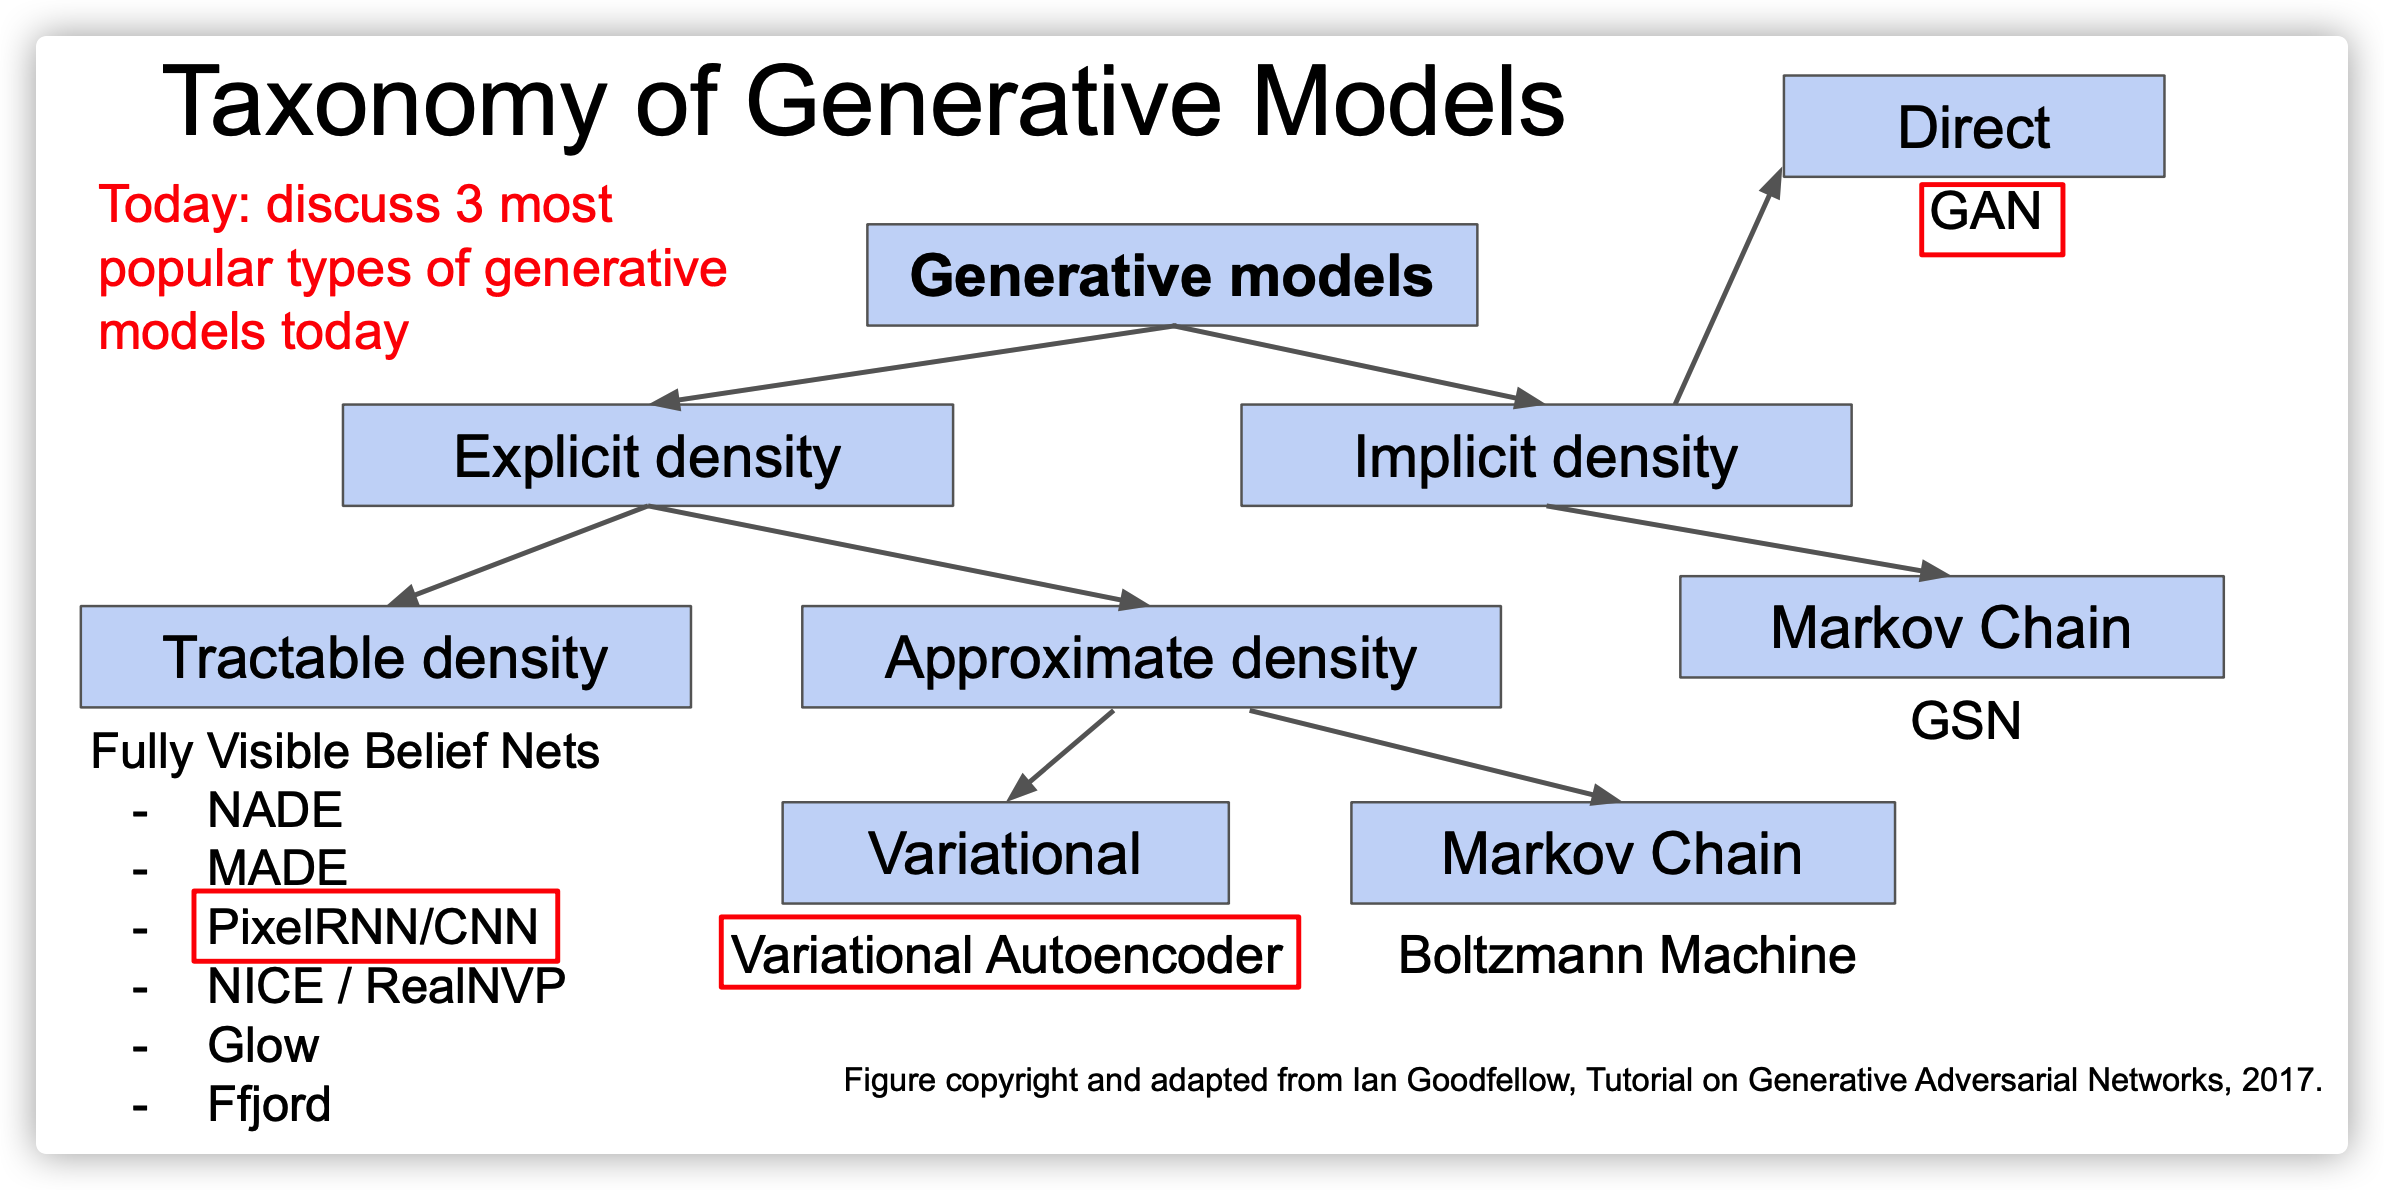 Taxonomy of Generative Models
Today: discuss 3 most
popular types of generative
models today
Direct
GAN
Generative models
Explicit density
Implicit density
Tractable density
Approximate density
Markov Chain
GSN
Fully Visible Belief Nets
- NADE
- MADE
- PixelRNN/CNN
- NICE / RealNVP
- Glow
- Ffjord
Variational
Variational Autoencoder
Markov Chain
Boltzmann Machine
Figure copyright and adapted from Ian Goodfellow, Tutorial on Generative Adversarial Networks, 2017.